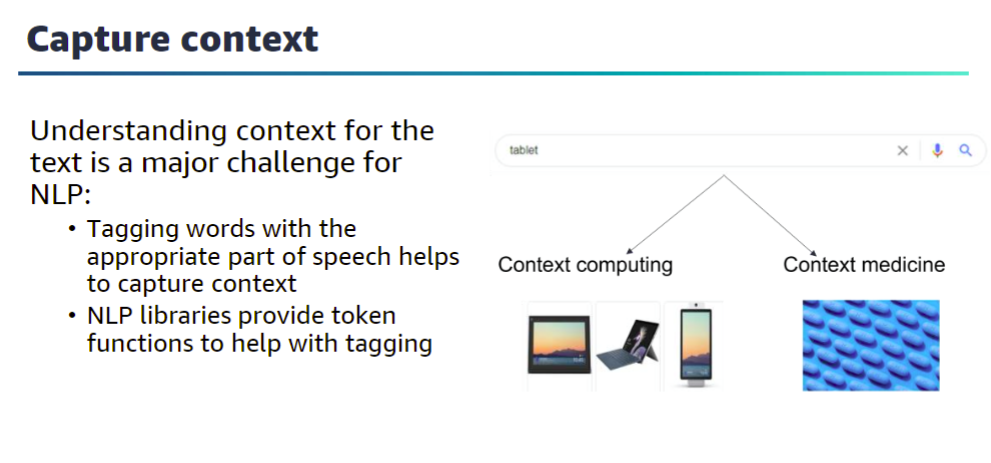 Capture context
Understanding context for the
text is a major challenge for
NLP:
• Tagging words with the
appropriate part of speech helps
to capture context
• NLP libraries provide token
functions to help with tagging
tablet
Context computing
Context medicine